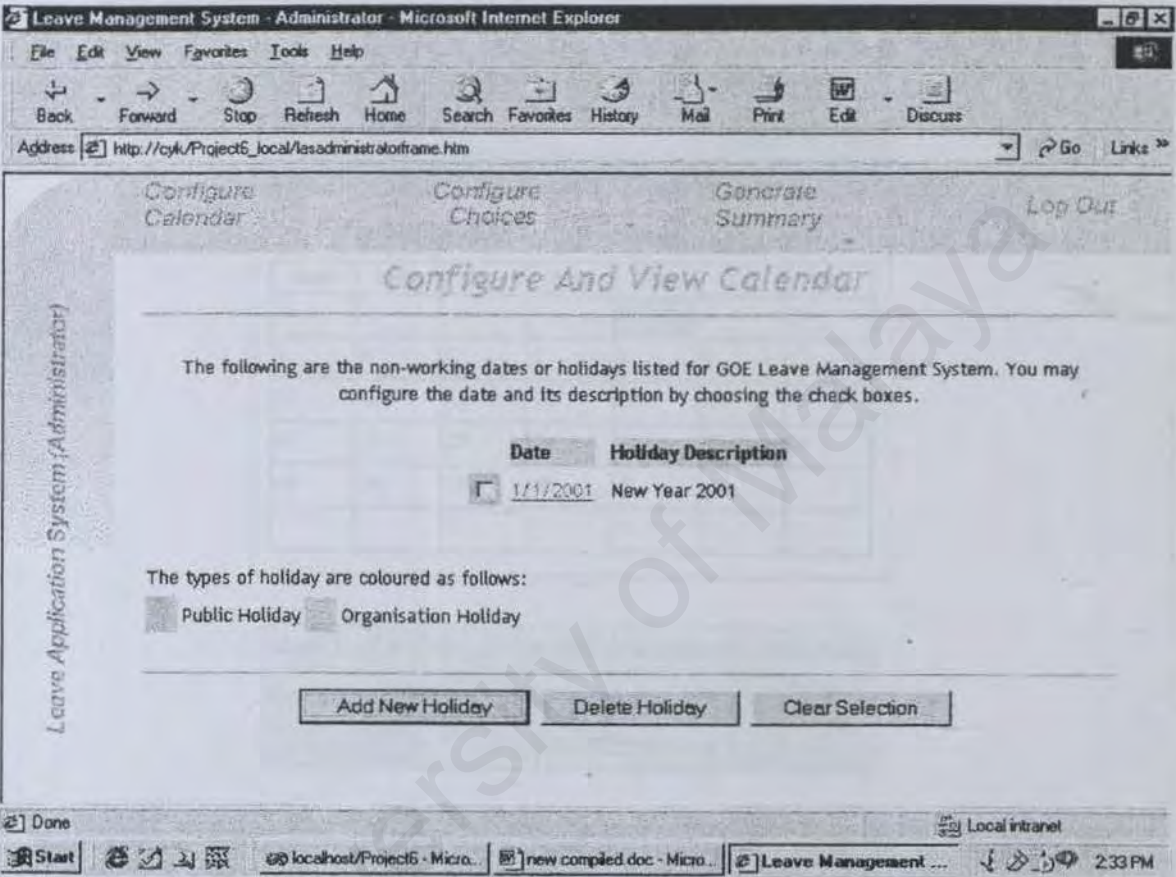 Leave Management System - Administrator - Microsoft Internet Explorer
File Edit View Favorites Tools Help
Back Forward Stop Refresh Home Search Favorites History Mail Print Edit Discuss
Address http://cyk/Project6_local/lasadministratorframe.htm Go Links »
Configure Calendar Configure Choices Generate Summary Log Out
Leave Application System (Administrator)
Configure And View Calendar
The following are the non-working dates or holidays listed for GOE Leave Management System. You may
configure the date and its description by choosing the check boxes.
Date Holiday Description
1/1/2001 New Year 2001
The types of holiday are coloured as follows:
Public Holiday Organisation Holiday
Add New Holiday Delete Holiday Clear Selection
Done Local intranet
Start localhost/Project6 - Micro... new compiled.doc - Micro... Leave Management ... 2:33 PM
University of Malaya